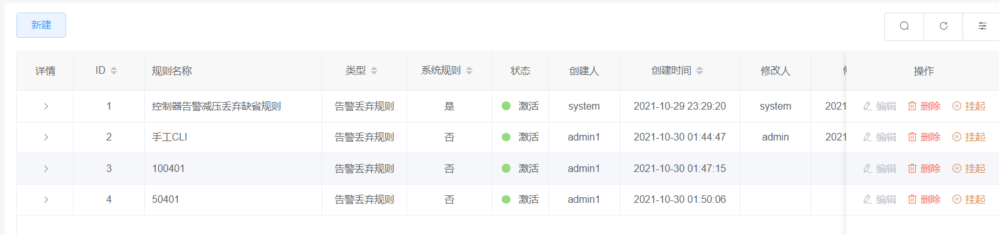 新建
详情 ID 规则名称 类型 系统规则 状态 创建人 创建时间 修改人 操作
1 控制器告警减压丢弃缺省规则 告警丢弃规则 是 激活 system 2021-10-29 23:29:20 system 2021 编辑 删除 挂起
2 手工CLI 告警丢弃规则 否 激活 admin1 2021-10-30 01:44:47 admin 2021 编辑 删除 挂起
3 100401 告警丢弃规则 否 激活 admin1 2021-10-30 01:47:15 编辑 删除 挂起
4 50401 告警丢弃规则 否 激活 admin1 2021-10-30 01:50:06 编辑 删除 挂起